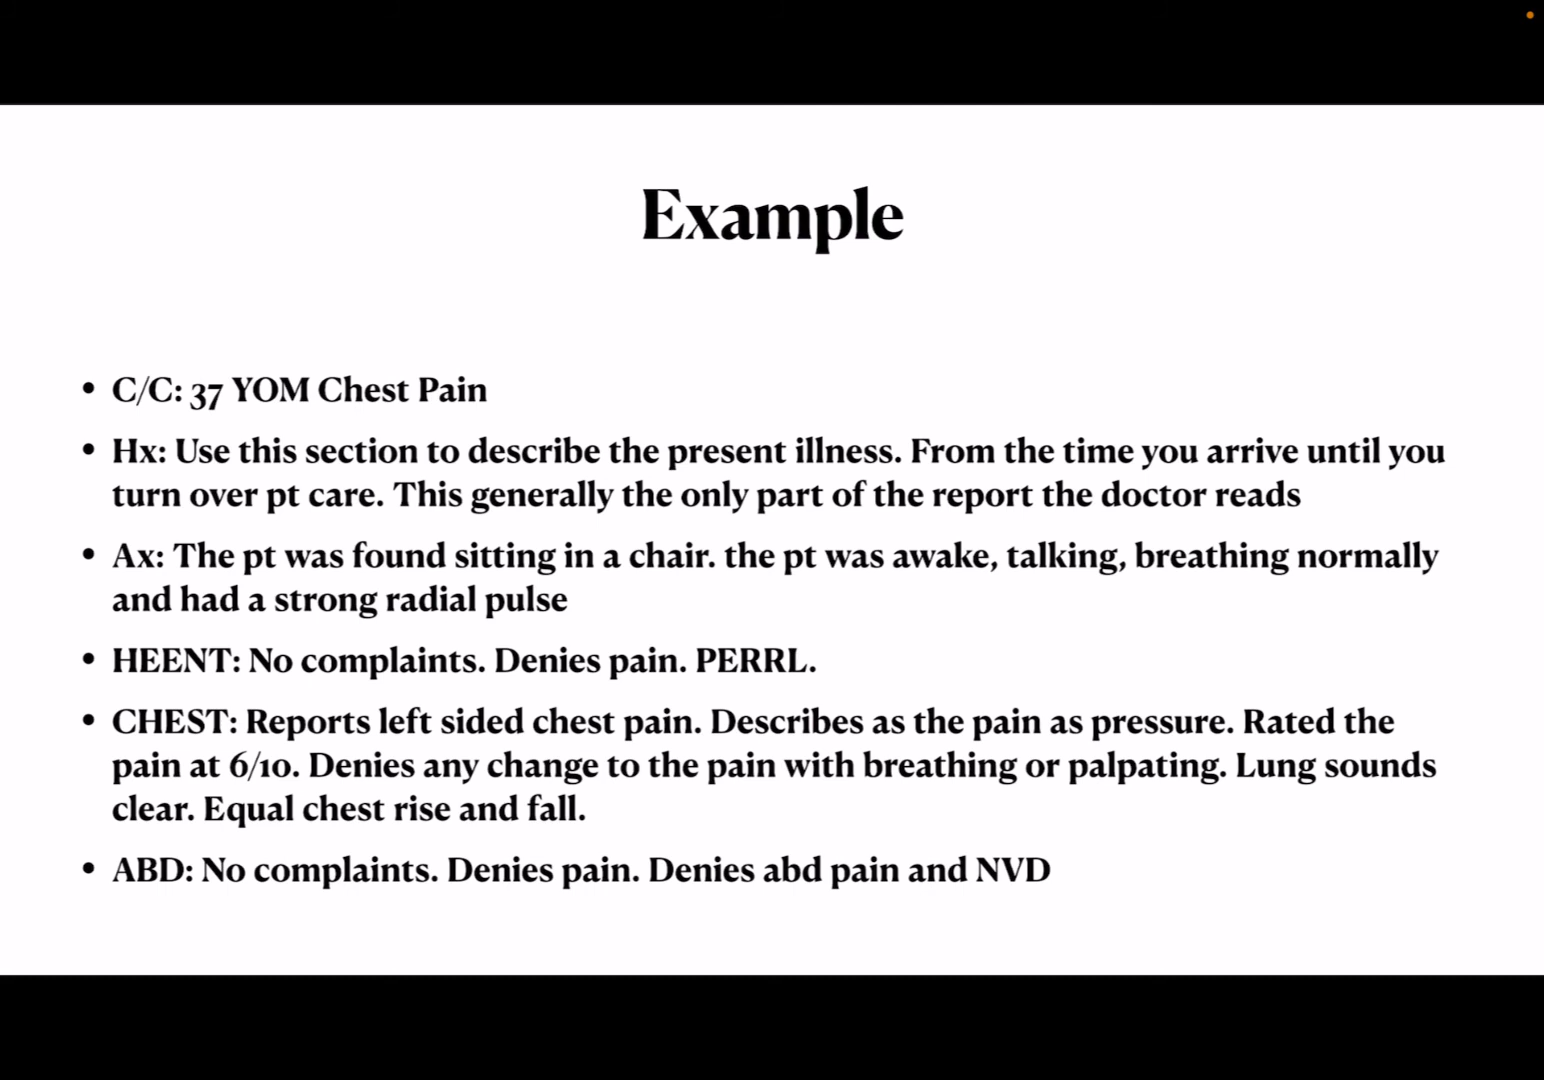 Example
• C/C: 37 YOM Chest Pain
• Hx: Use this section to describe the present illness. From the time you arrive until you
turn over pt care. This generally the only part of the report the doctor reads
• Ax: The pt was found sitting in a chair. the pt was awake, talking, breathing normally
and had a strong radial pulse
• HEENT: No complaints. Denies pain. PERRL.
• CHEST: Reports left sided chest pain. Describes as the pain as pressure. Rated the
pain at 6/10. Denies any change to the pain with breathing or palpating. Lung sounds
clear. Equal chest rise and fall.
• ABD: No complaints. Denies pain. Denies abd pain and NVD